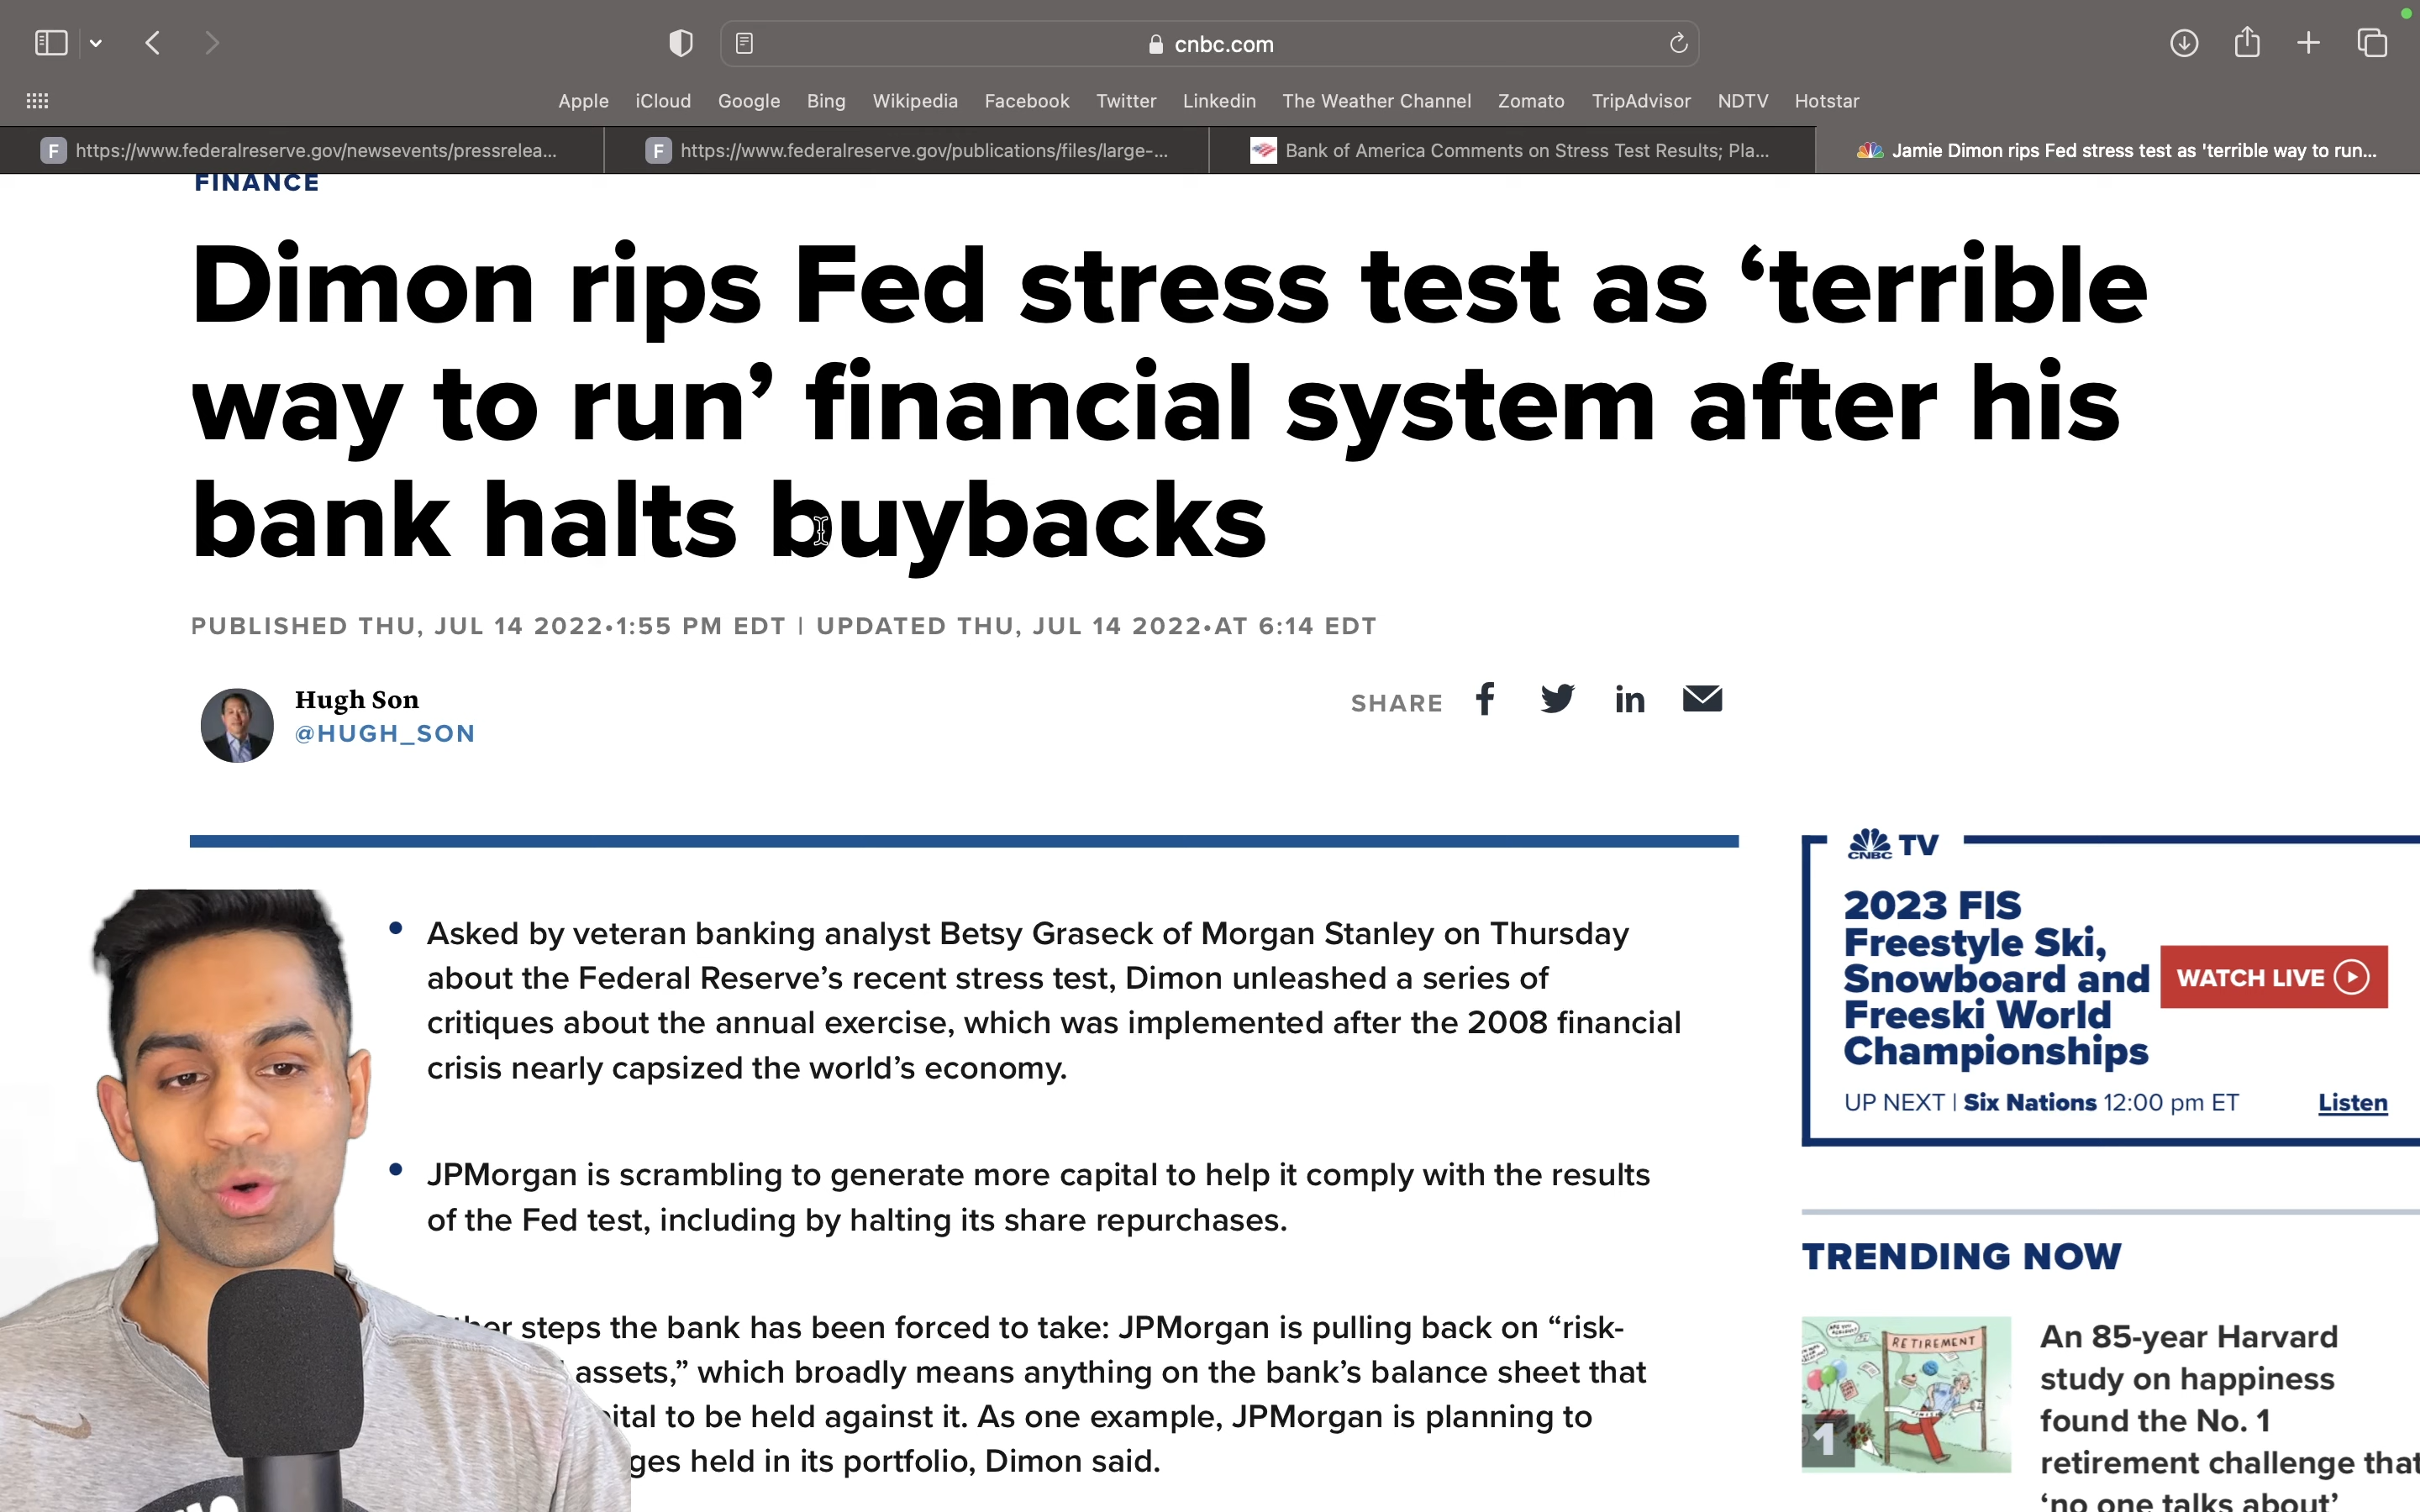 cnbc.com
Apple iCloud Google Bing Wikipedia Facebook Twitter Linkedin The Weather Channel Zomato TripAdvisor NDTV Hotstar
F https://www.federalreserve.gov/newsevents/pressrelea...
F https://www.federalreserve.gov/publications/files/large-...
Bank of America Comments on Stress Test Results; Pla...
Jamie Dimon rips Fed stress test as 'terrible way to run...
FINANCE
Dimon rips Fed stress test as ‘terrible
way to run’ financial system after his
bank halts buybacks
PUBLISHED THU, JUL 14 2022•1:55 PM EDT | UPDATED THU, JUL 14 2022•AT 6:14 EDT
Hugh Son
@HUGH_SON
SHARE
• Asked by veteran banking analyst Betsy Graseck of Morgan Stanley on Thursday
about the Federal Reserve’s recent stress test, Dimon unleashed a series of
critiques about the annual exercise, which was implemented after the 2008 financial
crisis nearly capsized the world’s economy.
• JPMorgan is scrambling to generate more capital to help it comply with the results
of the Fed test, including by halting its share repurchases.
steps the bank has been forced to take: JPMorgan is pulling back on “risk-
assets,” which broadly means anything on the bank’s balance sheet that
to be held against it. As one example, JPMorgan is planning to
held in its portfolio, Dimon said.
CNBC TV
2023 FIS
Freestyle Ski,
Snowboard and
Freeski World
Championships
WATCH LIVE
UP NEXT | Six Nations 12:00 pm ET
Listen
TRENDING NOW
RETIREMENT
1
An 85-year Harvard
study on happiness
found the No. 1
retirement challenge that
‘no one talks about’